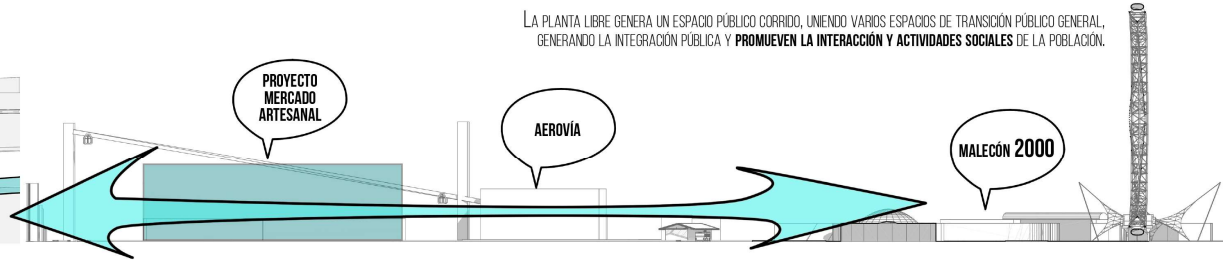 LA PLANTA LIBRE GENERA UN ESPACIO PÚBLICO CORRIDO, UNIENDO VARIOS ESPACIOS DE TRANSICIÓN PÚBLICO GENERAL,
GENERANDO LA INTEGRACIÓN PÚBLICA Y PROMUEVEN LA INTERACCIÓN Y ACTIVIDADES SOCIALES DE LA POBLACIÓN.
PROYECTO
MERCADO
ARTESANAL
AEROVÍA
MALECÓN 2000